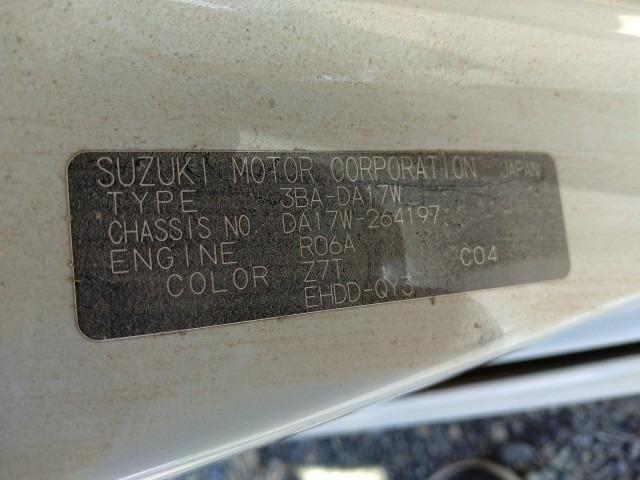 SUZUKI MOTOR CORPORATION JAPAN
TYPE 3BA-DA17W
CHASSIS NO DA17W-264197
ENGINE R06A
COLOR Z7T C04
EHDD-QY3